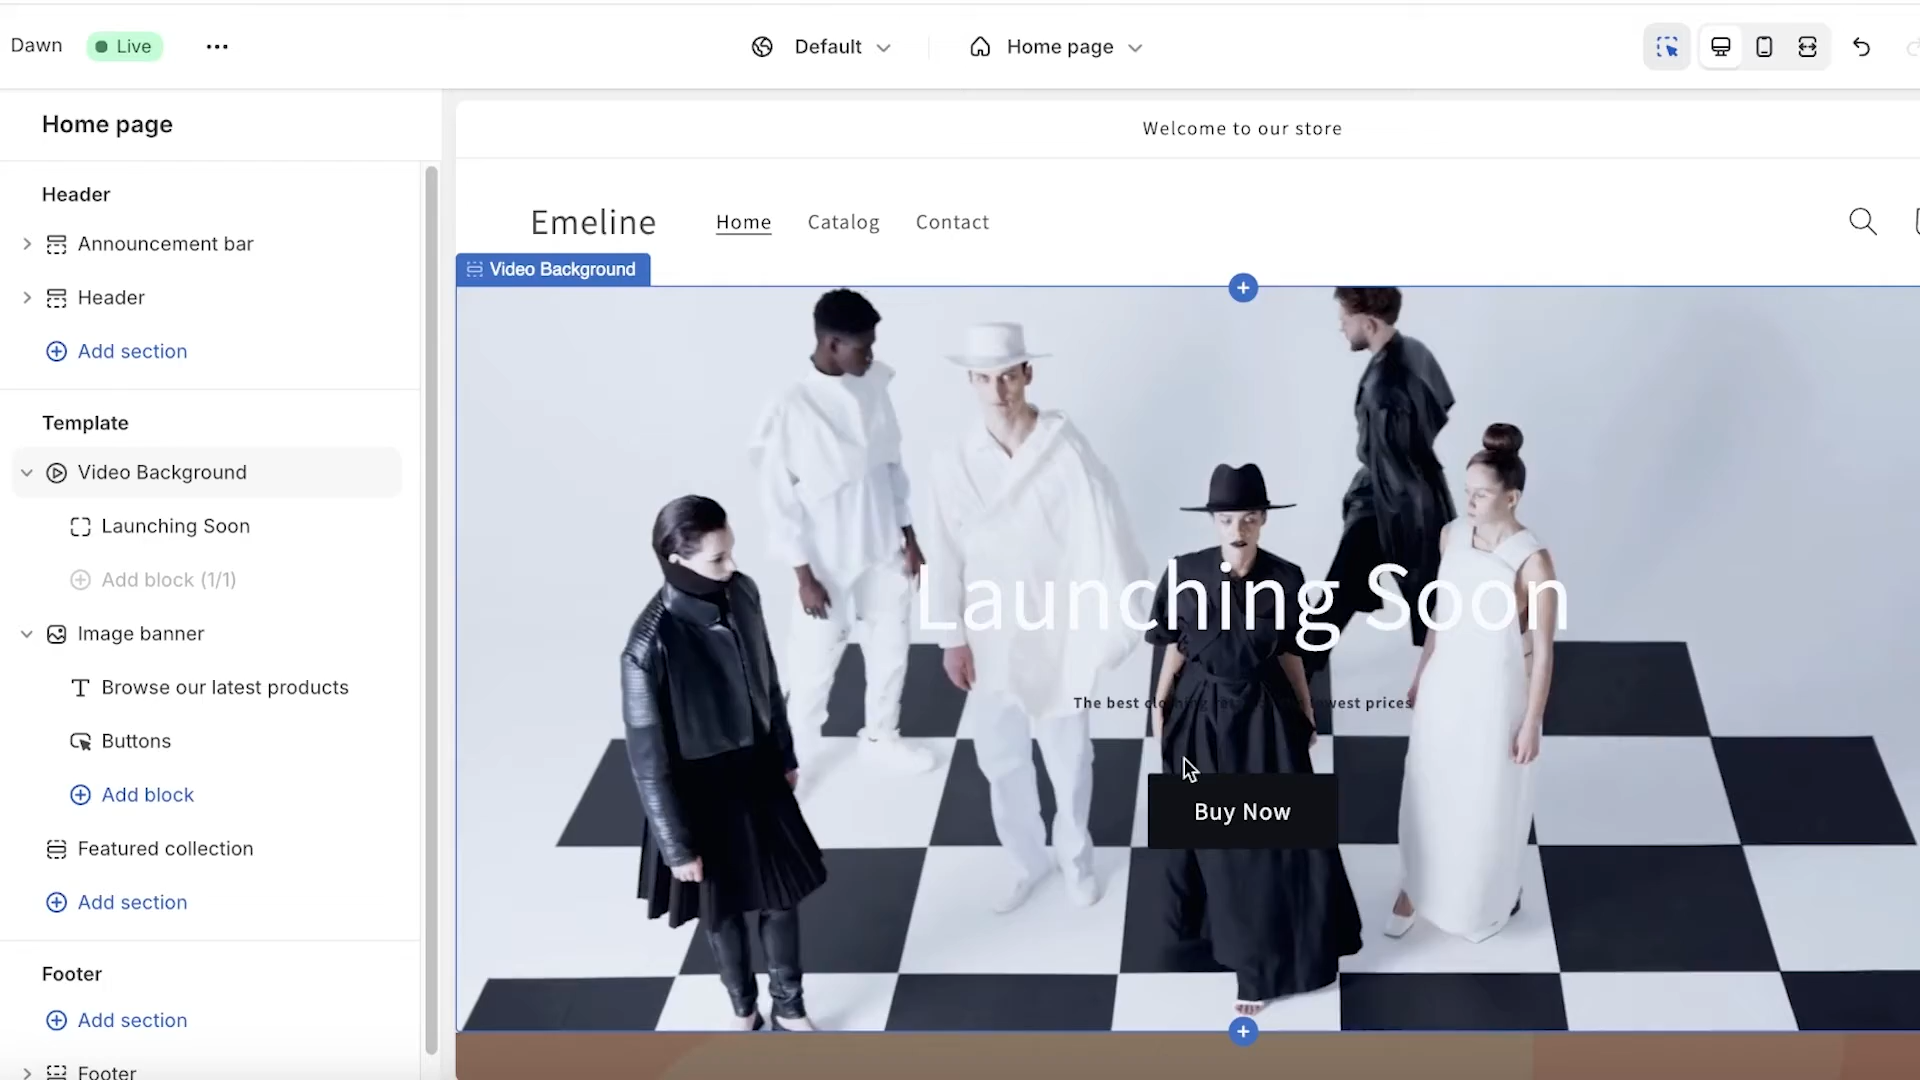 Dawn
Live
Default
Home page
Home page
Header
Announcement bar
Header
Add section
Template
Video Background
Launching Soon
Add block (1/1)
Image banner
Browse our latest products
Buttons
Add block
Featured collection
Add section
Footer
Add section
Footer
Welcome to our store
Emeline
Home
Catalog
Contact
Video Background
Launching Soon
The best clothing prices
Buy Now